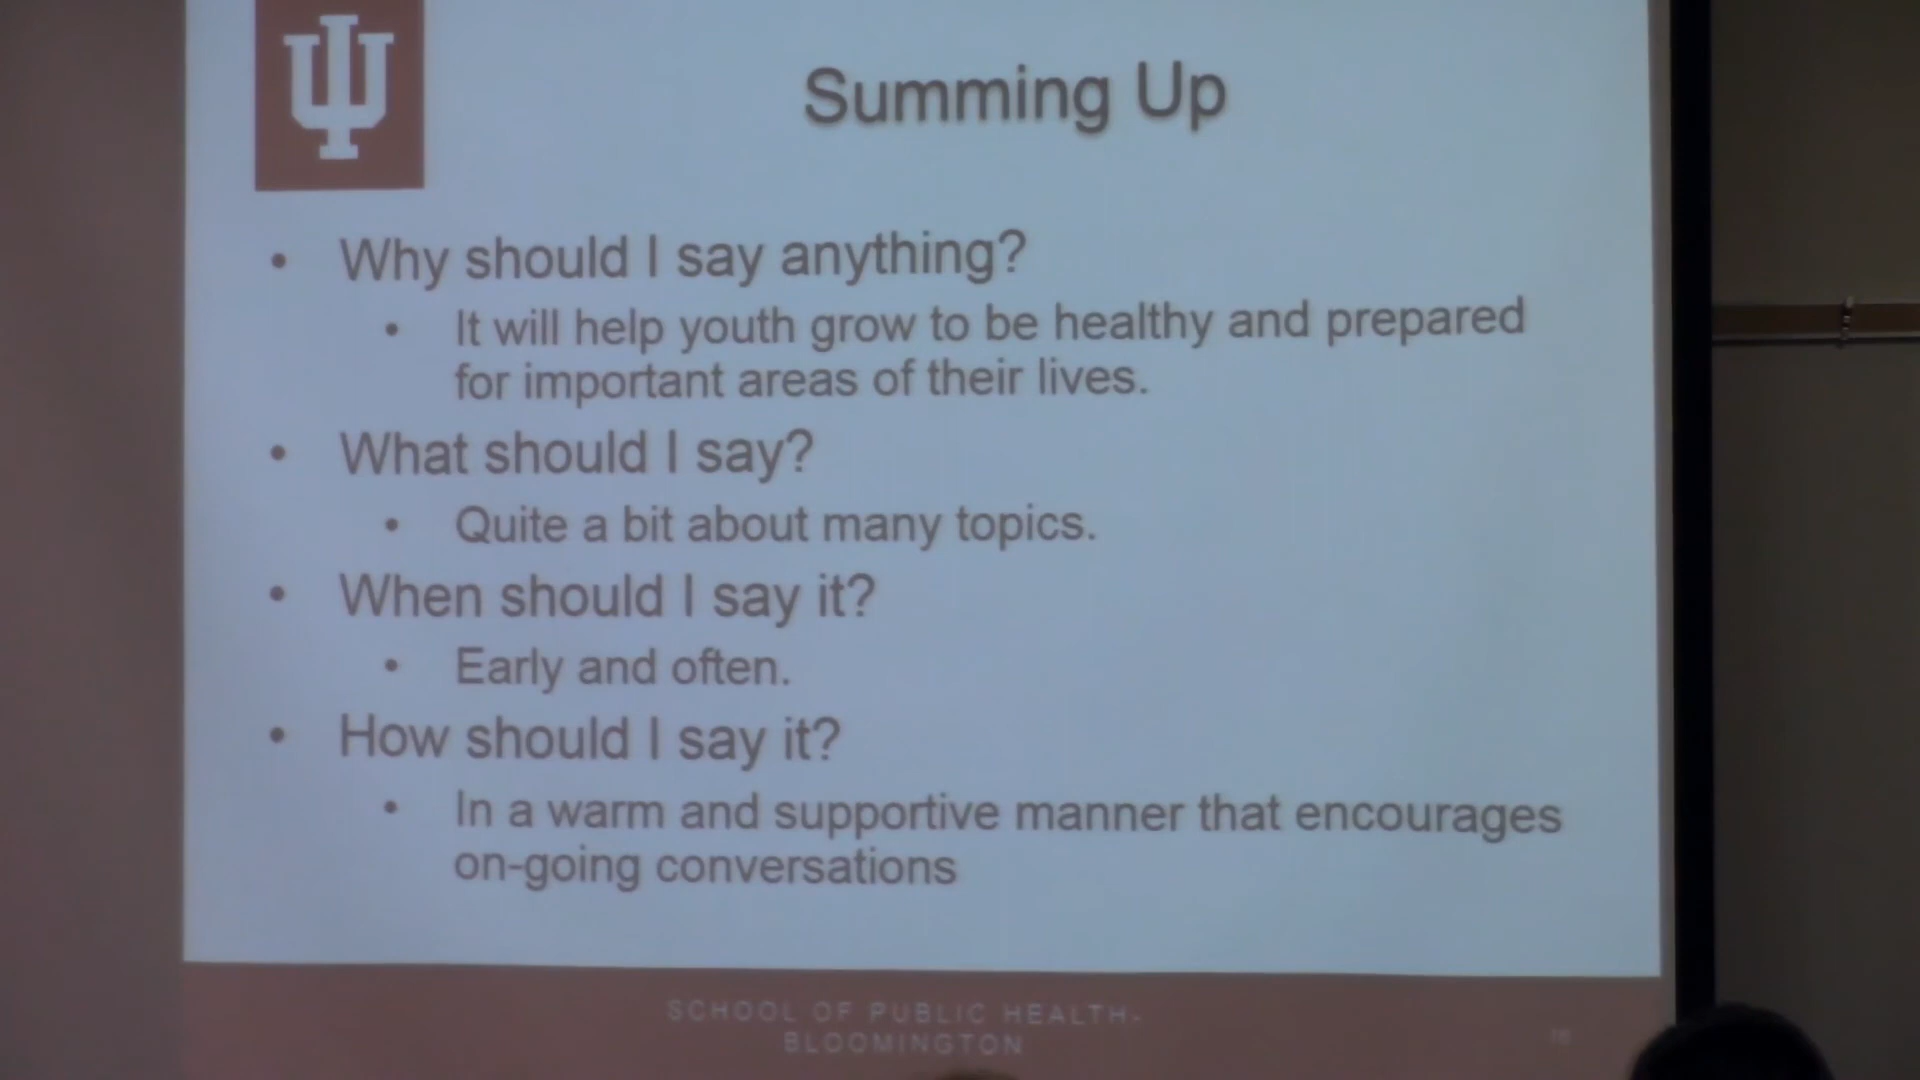 Summing Up
• Why should I say anything?
• It will help youth grow to be healthy and prepared
for important areas of their lives.
• What should I say?
• Quite a bit about many topics.
• When should I say it?
• Early and often.
• How should I say it?
• In a warm and supportive manner that encourages
on-going conversations
SCHOOL OF PUBLIC HEALTH-
BLOOMINGTON